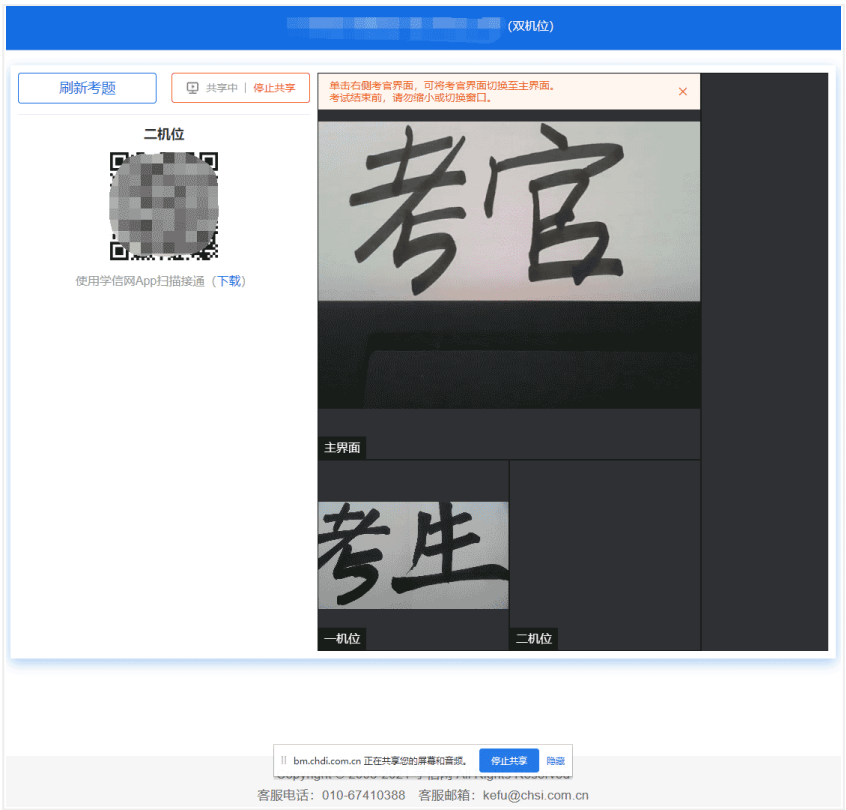 (双机位)
刷新考题
共享中 | 停止共享
二机位
使用学信网App扫描接通（下载）
单击右侧考官界面，可将考官界面切换至主界面。
考试结束前，请勿缩小或切换窗口。
考官
主界面
考生
一机位
二机位
bm.chdi.com.cn 正在共享您的屏幕和音频。
停止共享
隐藏
客服电话：010-67410388 客服邮箱：kefu@chsi.com.cn